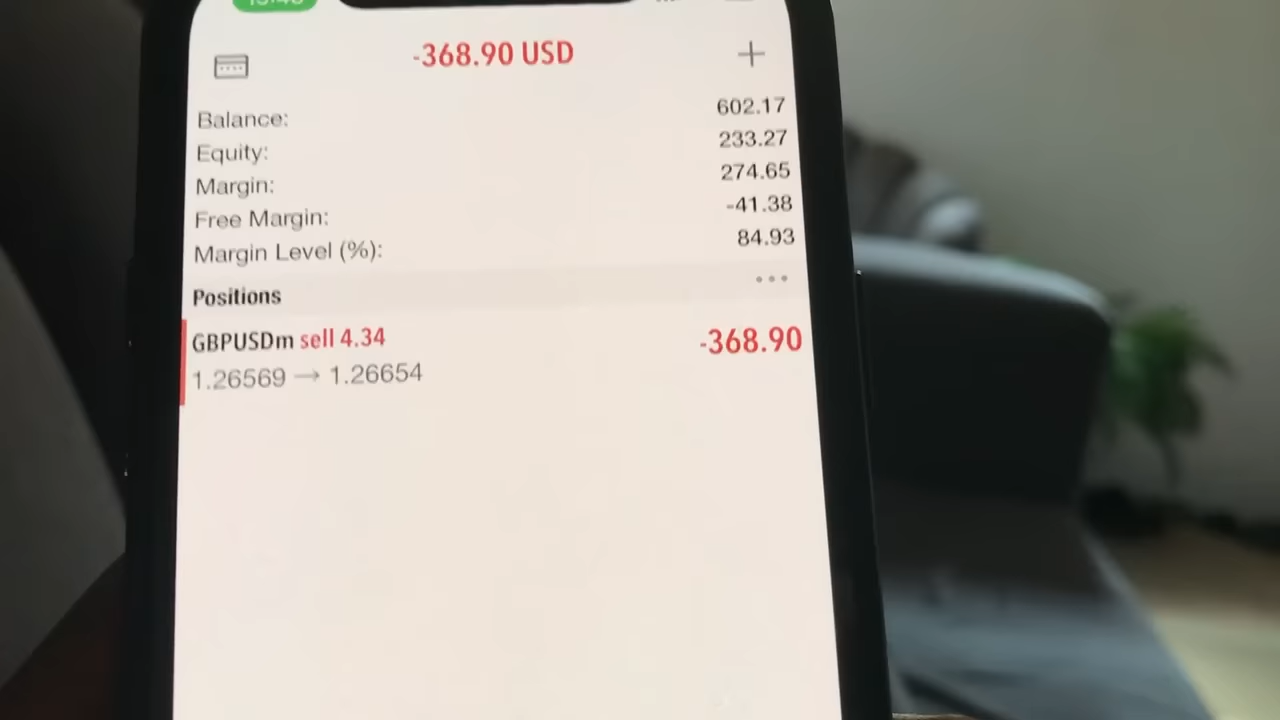 -368.90 USD
Balance: 602.17
Equity: 233.27
Margin: 274.65
Free Margin: -41.38
Margin Level (%): 84.93
Positions
GBPUSDm sell 4.34 -368.90
1.26569 → 1.26654